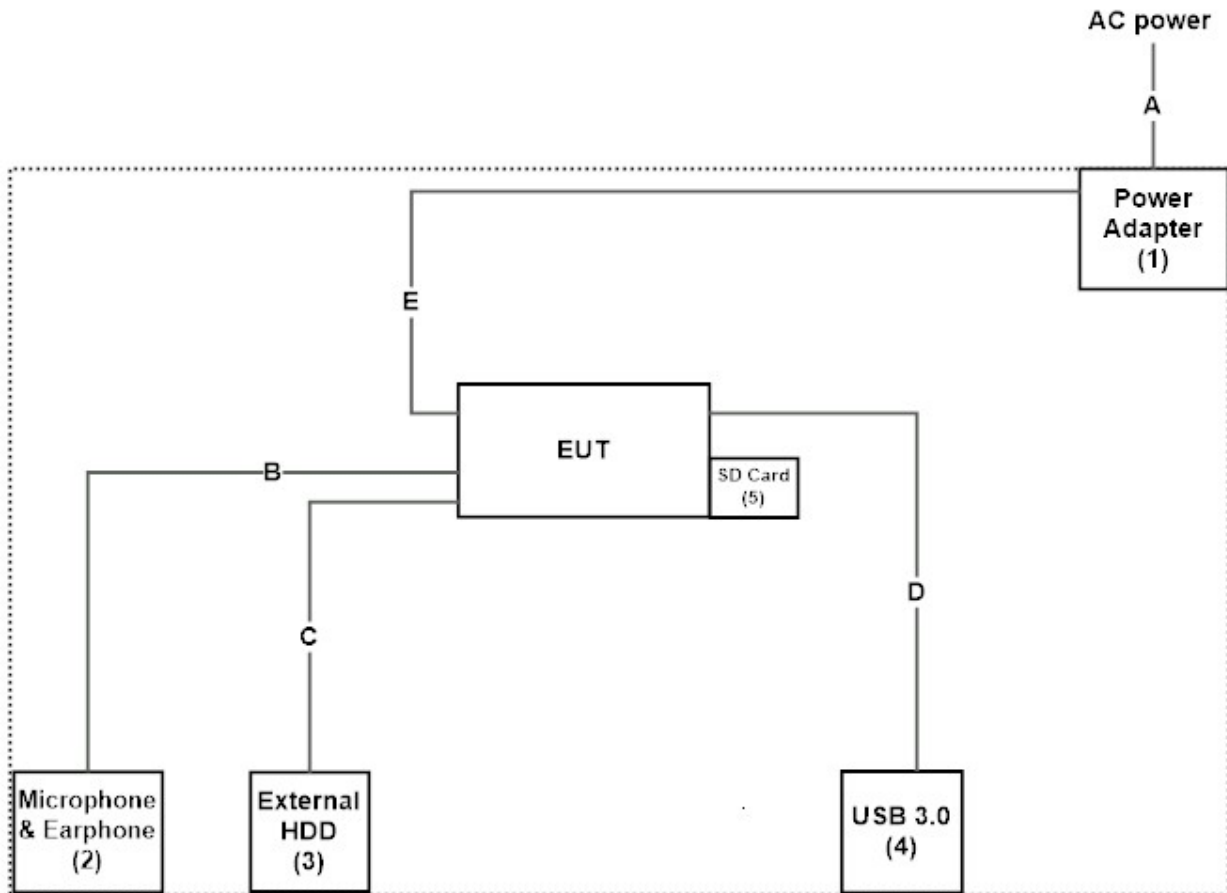 AC power
A
Power
Adapter
(1)
E
EUT
B
SD Card
(5)
D
C
Microphone
& Earphone
(2)
External
HDD
(3)
USB 3.0
(4)